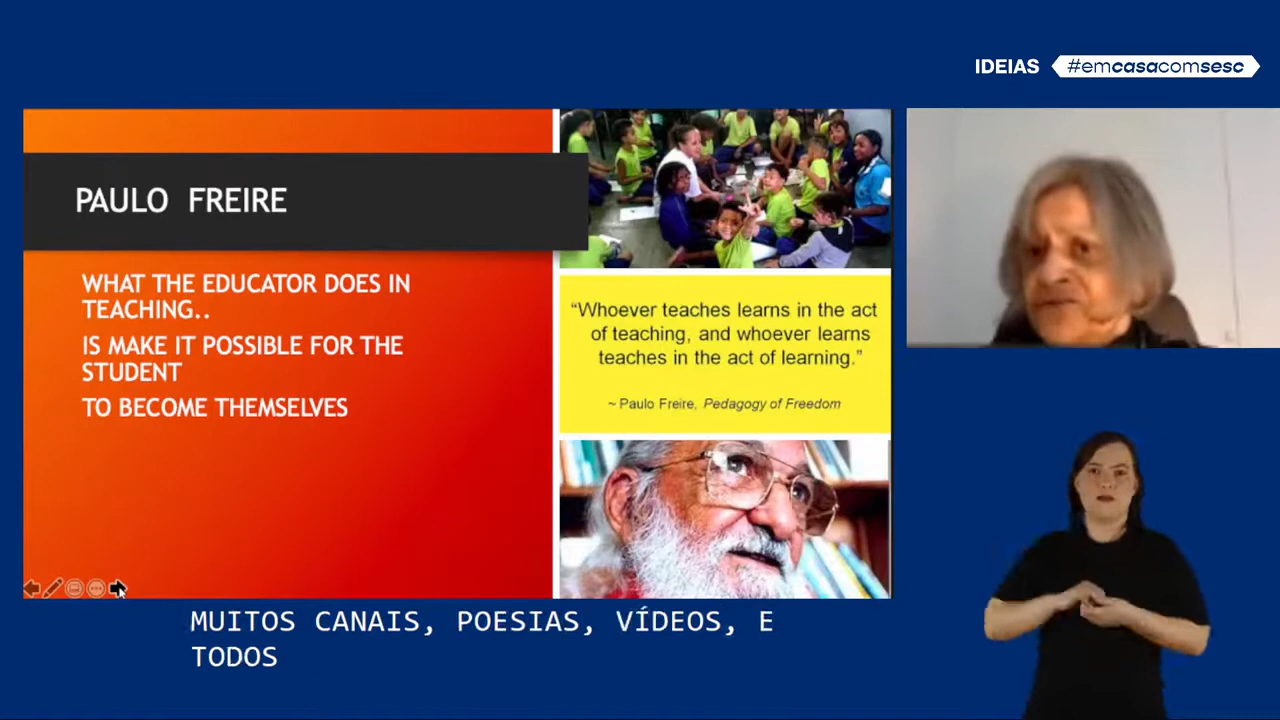 IDEIAS #emcasacomsesc
PAULO FREIRE
WHAT THE EDUCATOR DOES IN
TEACHING..
IS MAKE IT POSSIBLE FOR THE
STUDENT
TO BECOME THEMSELVES
“Whoever teaches learns in the act
of teaching, and whoever learns
teaches in the act of learning.”
~ Paulo Freire, Pedagogy of Freedom
MUITOS CANAIS, POESIAS, VÍDEOS, E
TODOS